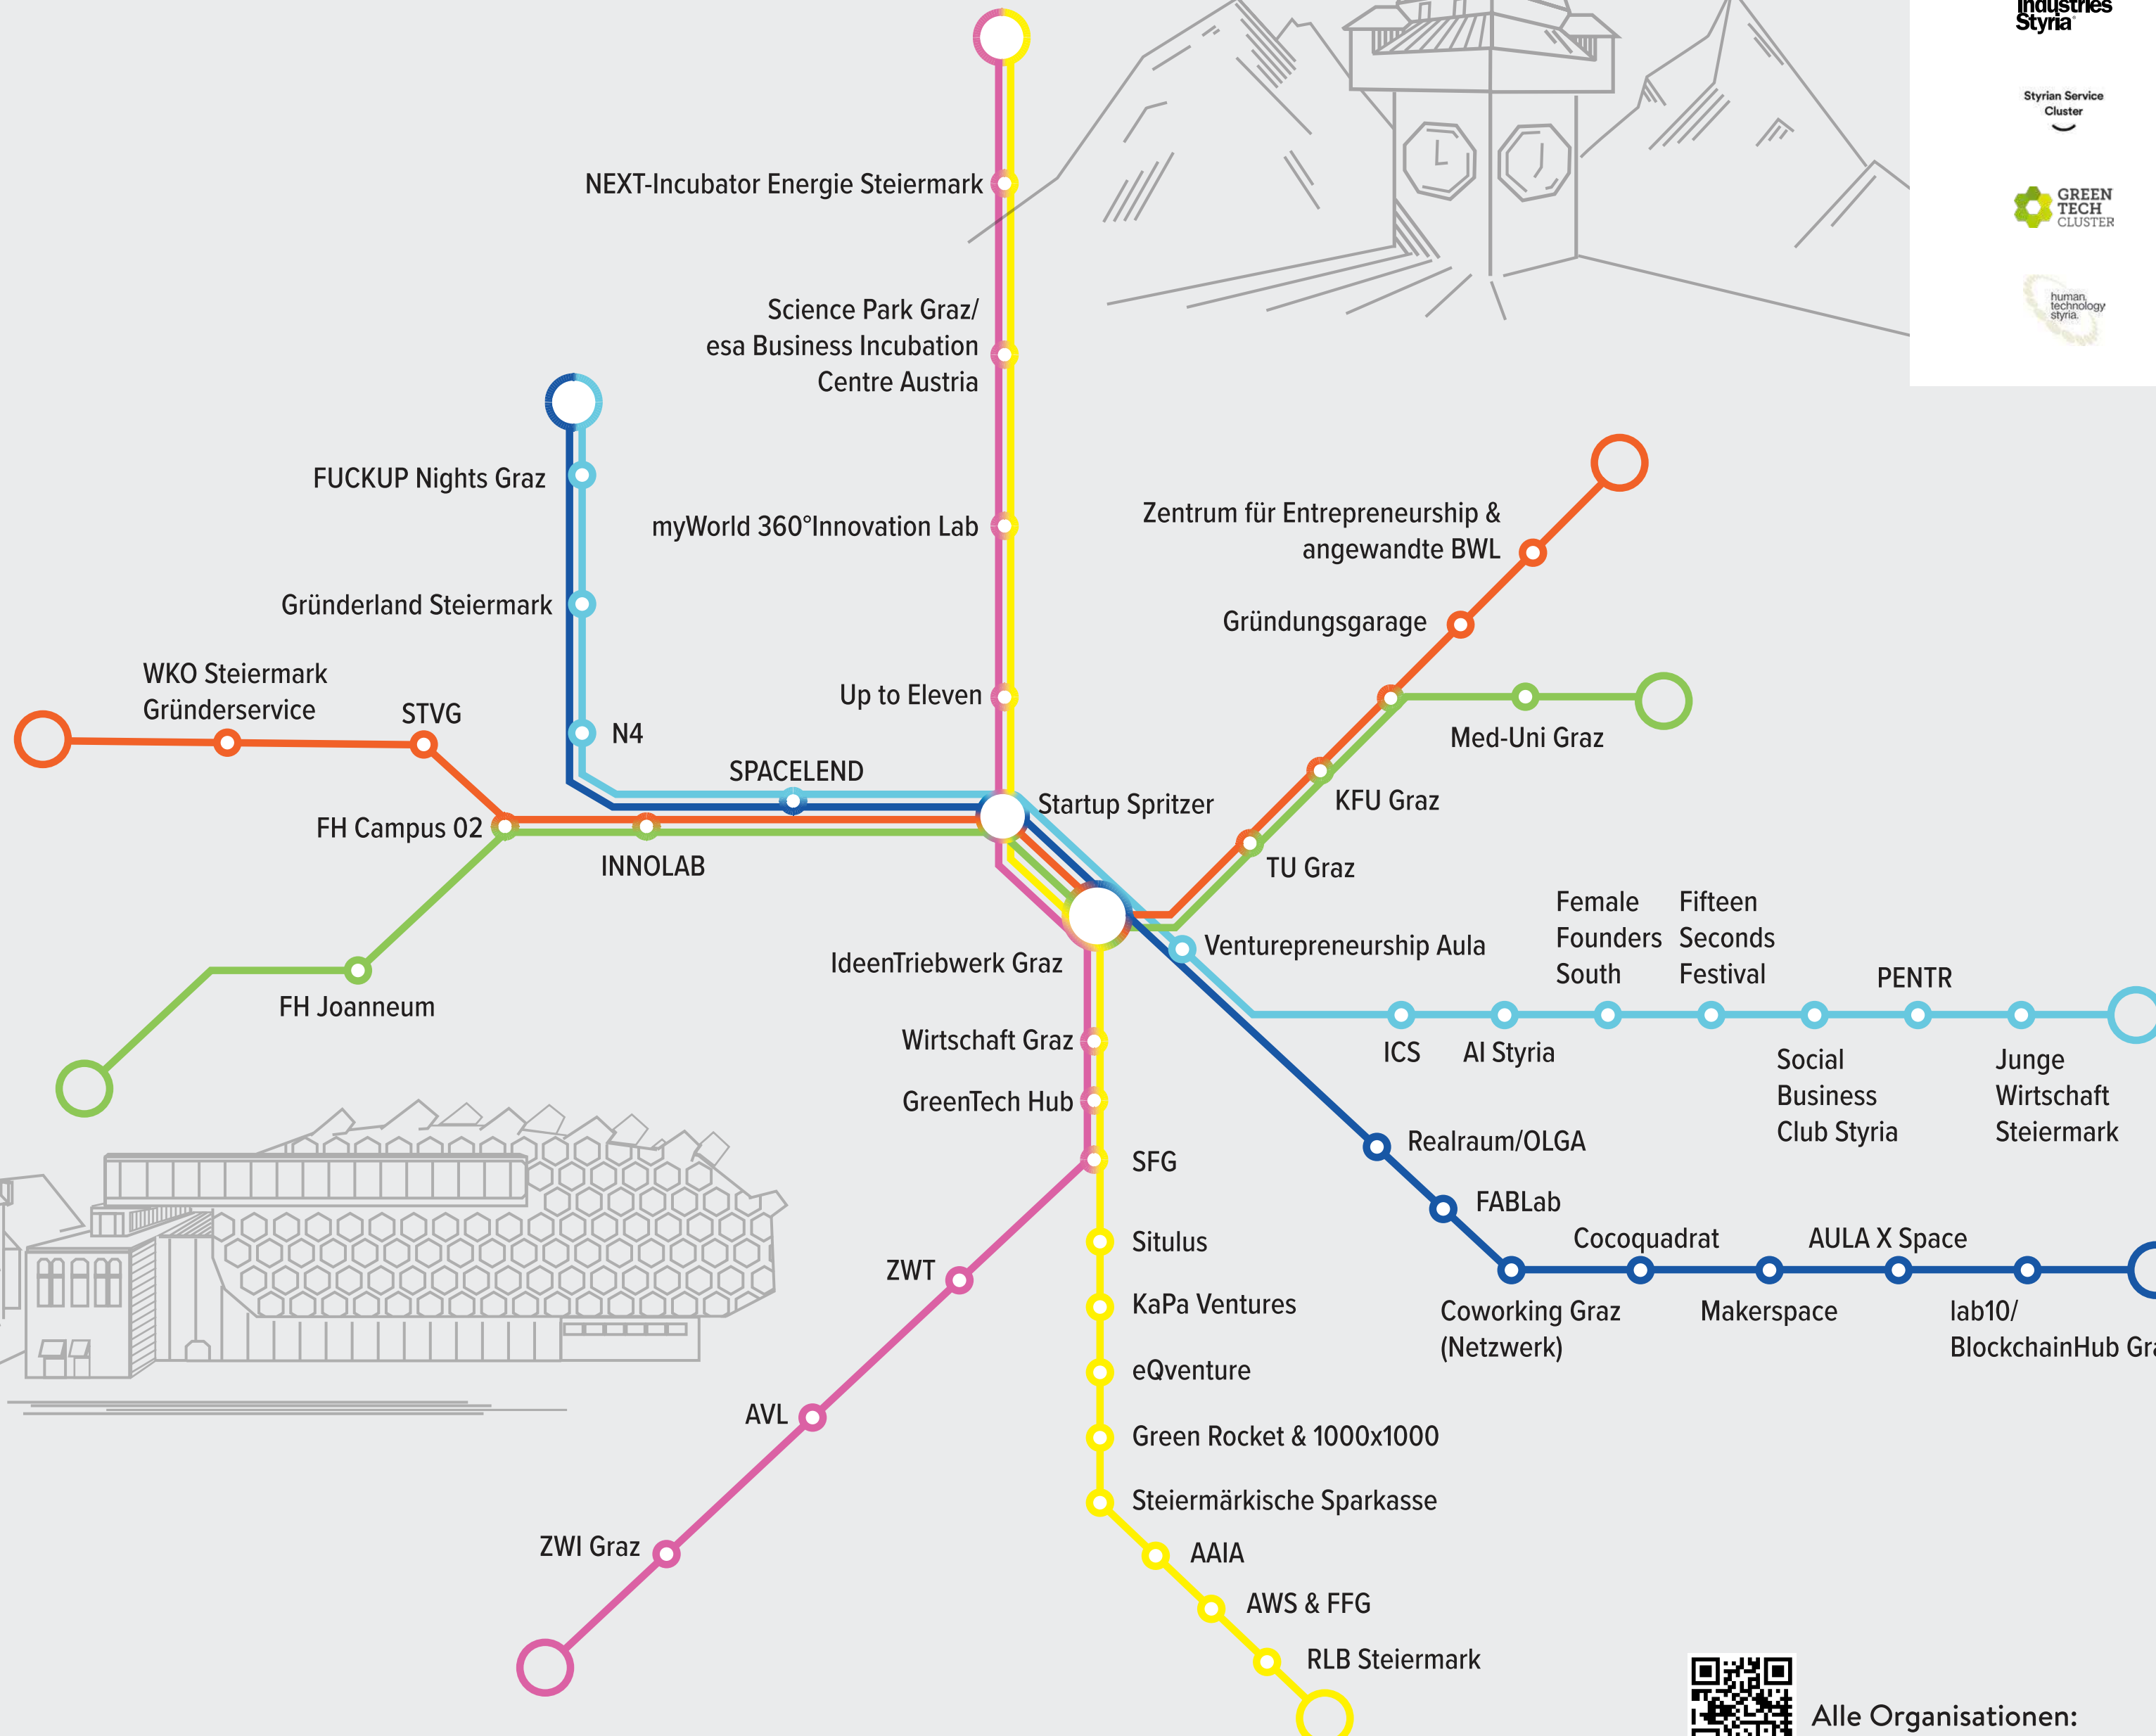 Industries
Styria
Styrian Service
Cluster
GREEN
TECH
CLUSTER
human.
technology
styria.
NEXT-Incubator Energie Steiermark
Science Park Graz/
esa Business Incubation
Centre Austria
FUCKUP Nights Graz
myWorld 360°Innovation Lab
Zentrum für Entrepreneurship &
angewandte BWL
Gründerland Steiermark
Gründungsgarage
WKO Steiermark
Gründerservice
STVG
Up to Eleven
N4
Med-Uni Graz
SPACELEND
Startup Spritzer
KFU Graz
FH Campus 02
INNOLAB
TU Graz
Female
Founders
South
Fifteen
Seconds
Festival
Venturepreneurship Aula
IdeenTriebwerk Graz
PENTR
FH Joanneum
Wirtschaft Graz
ICS
AI Styria
Social
Business
Club Styria
Junge
Wirtschaft
Steiermark
GreenTech Hub
Realraum/OLGA
SFG
FABLab
Situlus
Cocoquadrat
AULA X Space
ZWT
KaPa Ventures
Coworking Graz
(Netzwerk)
Makerspace
lab10/
BlockchainHub Gra
eQventure
AVL
Green Rocket & 1000x1000
Steiermärkische Sparkasse
ZWI Graz
AAIA
AWS & FFG
RLB Steiermark
Alle Organisationen: